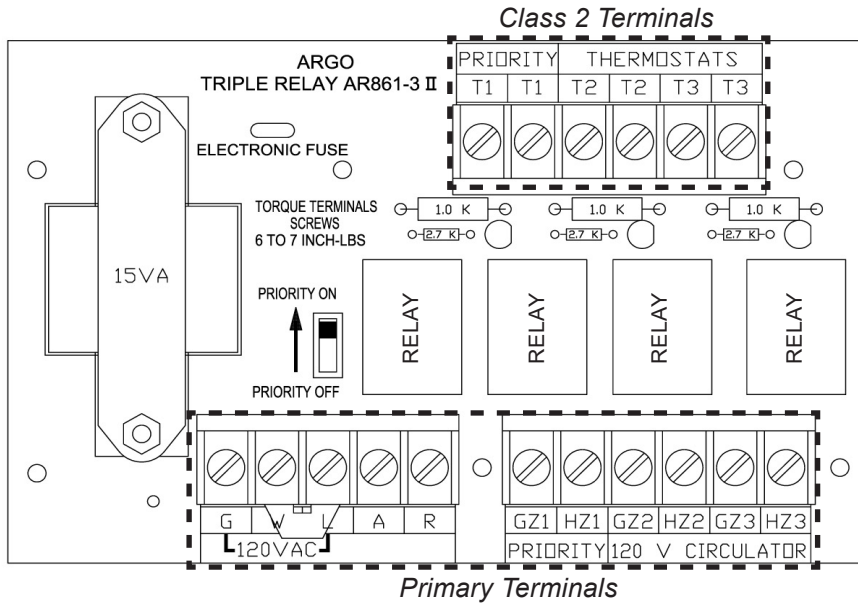 Class 2 Terminals
ARGO
TRIPLE RELAY AR861-3 II
PRIORITY THERMOSTATS
T1 T1 T2 T2 T3 T3
ELECTRONIC FUSE
TORQUE TERMINALS
SCREWS
6 TO 7 INCH-LBS
1.0 K 1.0 K 1.0 K
2.7 K 2.7 K 2.7 K
15VA
PRIORITY ON
PRIORITY OFF
RELAY RELAY RELAY RELAY
G W L A R
120VAC
GZ1 HZ1 GZ2 HZ2 GZ3 HZ3
PRIORITY 120 V CIRCULATOR
Primary Terminals